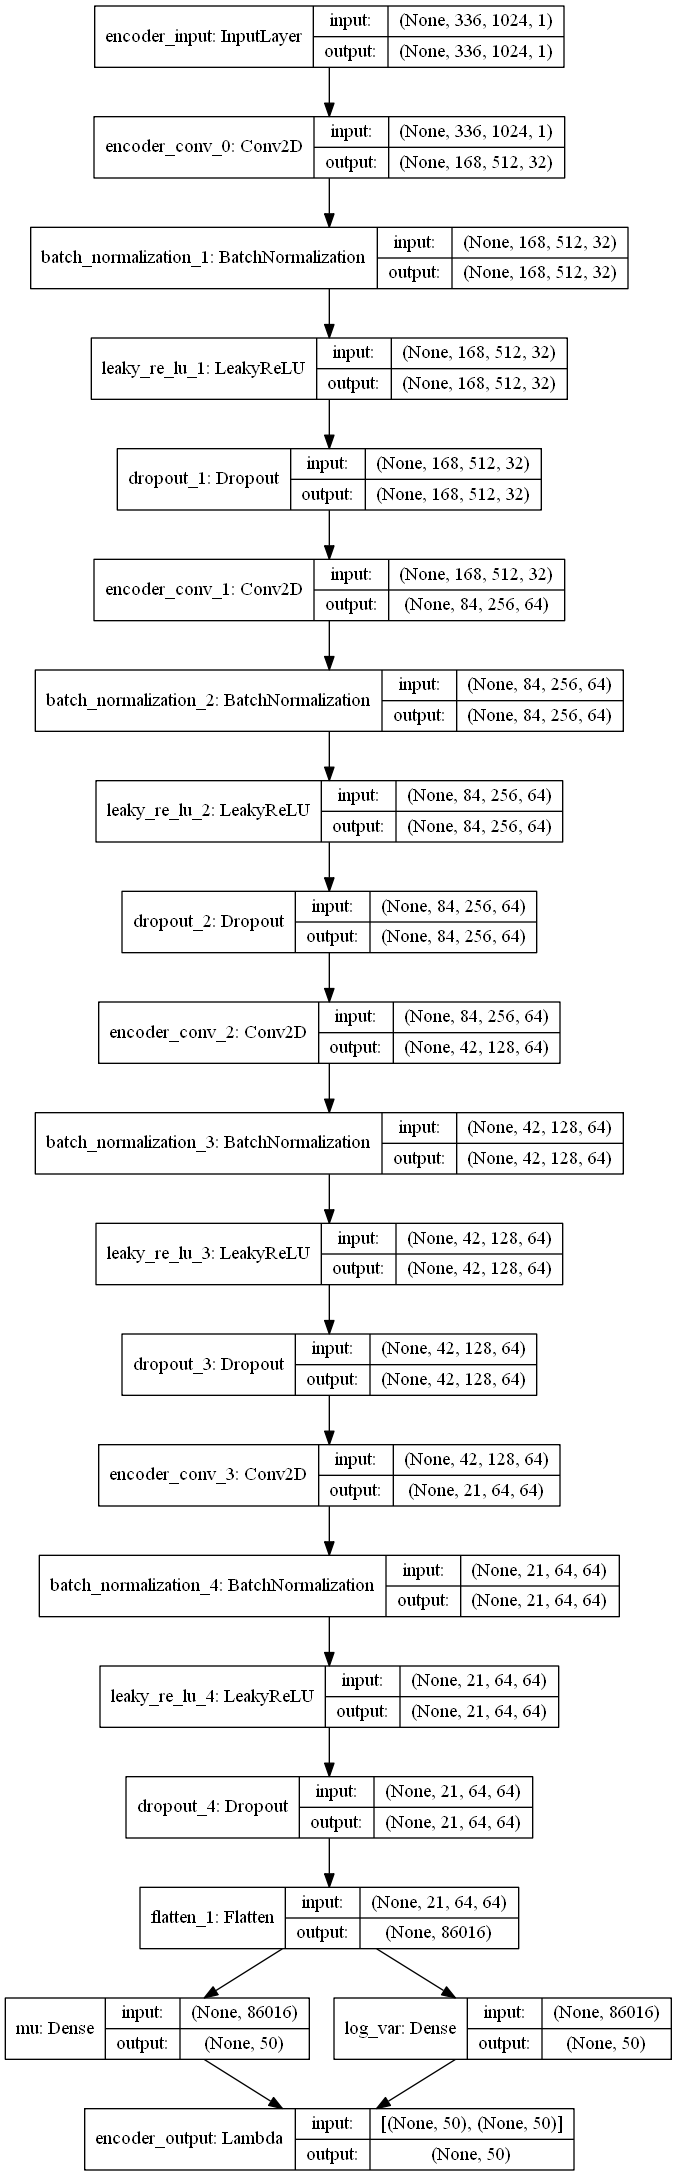 encoder_input: InputLayer
input: (None, 336, 1024, 1)
output: (None, 336, 1024, 1)
encoder_conv_0: Conv2D
input: (None, 336, 1024, 1)
output: (None, 168, 512, 32)
batch_normalization_1: BatchNormalization
input: (None, 168, 512, 32)
output: (None, 168, 512, 32)
leaky_re_lu_1: LeakyReLU
input: (None, 168, 512, 32)
output: (None, 168, 512, 32)
dropout_1: Dropout
input: (None, 168, 512, 32)
output: (None, 168, 512, 32)
encoder_conv_1: Conv2D
input: (None, 168, 512, 32)
output: (None, 84, 256, 64)
batch_normalization_2: BatchNormalization
input: (None, 84, 256, 64)
output: (None, 84, 256, 64)
leaky_re_lu_2: LeakyReLU
input: (None, 84, 256, 64)
output: (None, 84, 256, 64)
dropout_2: Dropout
input: (None, 84, 256, 64)
output: (None, 84, 256, 64)
encoder_conv_2: Conv2D
input: (None, 84, 256, 64)
output: (None, 42, 128, 64)
batch_normalization_3: BatchNormalization
input: (None, 42, 128, 64)
output: (None, 42, 128, 64)
leaky_re_lu_3: LeakyReLU
input: (None, 42, 128, 64)
output: (None, 42, 128, 64)
dropout_3: Dropout
input: (None, 42, 128, 64)
output: (None, 42, 128, 64)
encoder_conv_3: Conv2D
input: (None, 42, 128, 64)
output: (None, 21, 64, 64)
batch_normalization_4: BatchNormalization
input: (None, 21, 64, 64)
output: (None, 21, 64, 64)
leaky_re_lu_4: LeakyReLU
input: (None, 21, 64, 64)
output: (None, 21, 64, 64)
dropout_4: Dropout
input: (None, 21, 64, 64)
output: (None, 21, 64, 64)
flatten_1: Flatten
input: (None, 21, 64, 64)
output: (None, 86016)
mu: Dense
input: (None, 86016)
output: (None, 50)
log_var: Dense
input: (None, 86016)
output: (None, 50)
encoder_output: Lambda
input: [(None, 50), (None, 50)]
output: (None, 50)